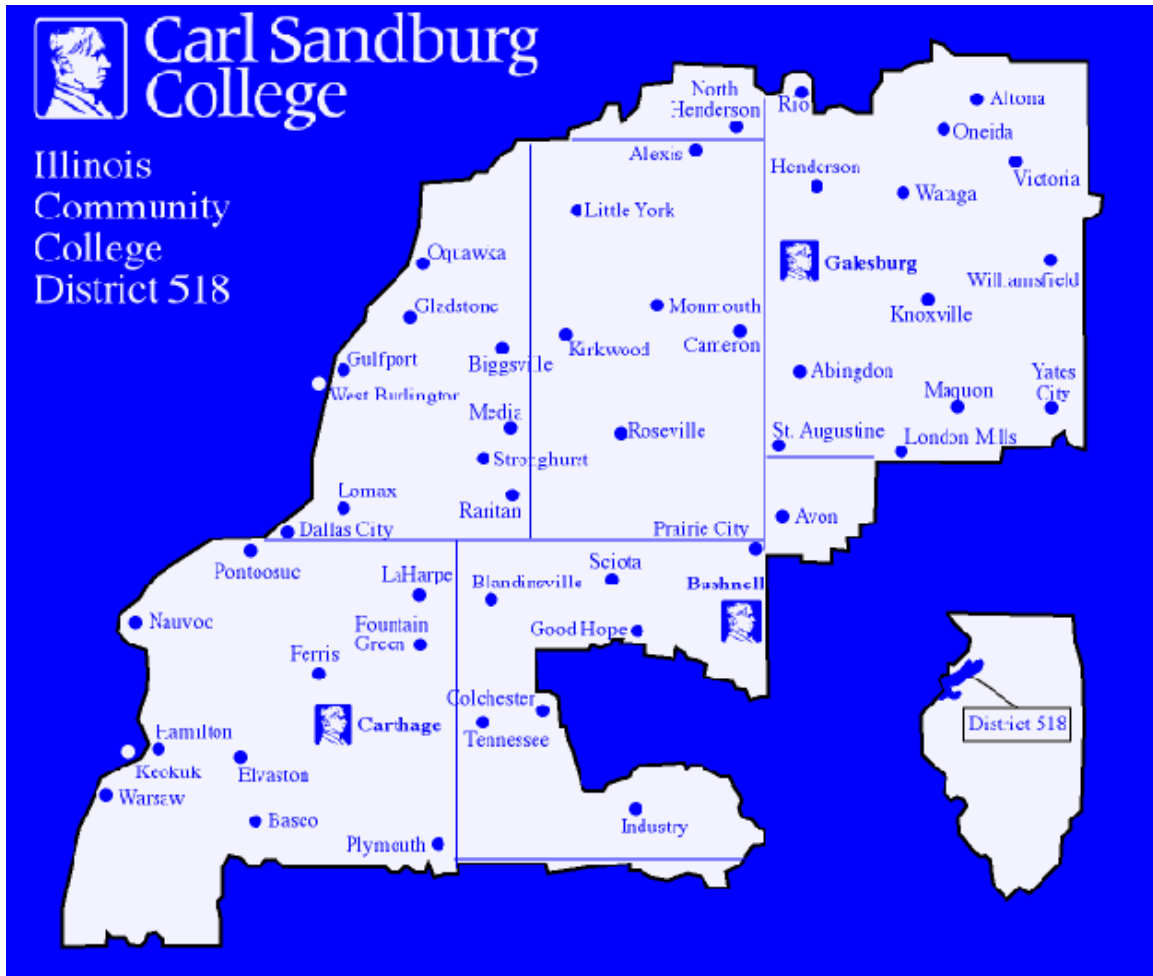 Carl Sandburg
College
Illinois
Community
College
District 518
North
Henderson
Rio
Altona
Oneida
Alexis
Henderson
Victoria
Wataga
Little York
Oquawka
Galesburg
Williamsfield
Gladstone
Monmouth
Knoxville
Gulfport
Biggsville
Kirkwood
Cameron
West Burlington
Abingdon
Yates
City
Maquon
Media
Roseville
St. Augustine
London Mills
Stronghurst
Lomax
Raritan
Dallas City
Prairie City
Avon
Pontoosuc
LaHarpe
Blandinsville
Sciota
Bushnell
Nauvoo
Fountain
Green
Good Hope
Ferris
Colchester
Carthage
Tennessee
Hamilton
Keokuk
Elvaston
Warsaw
Basco
Plymouth
Industry
District 518